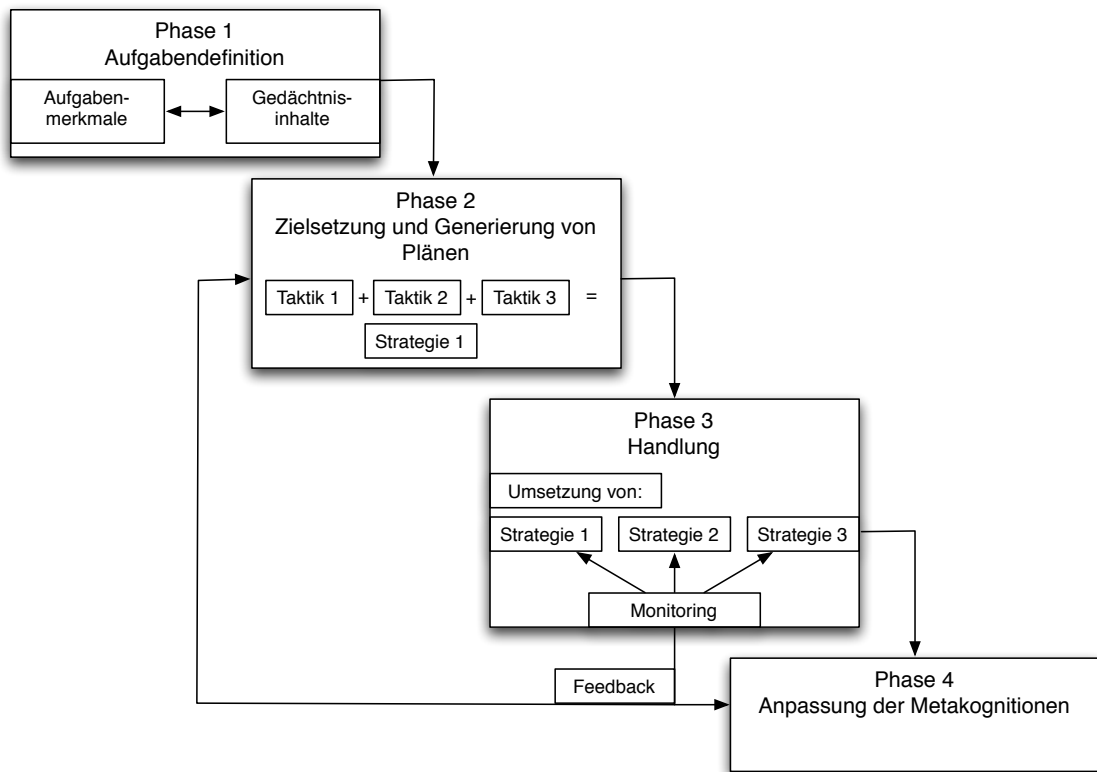 Phase 1
Aufgabendefinition
Aufgaben-
merkmale
Gedächtnis-
inhalte
Phase 2
Zielsetzung und Generierung von
Plänen
Taktik 1 + Taktik 2 + Taktik 3 =
Strategie 1
Phase 3
Handlung
Umsetzung von:
Strategie 1 Strategie 2 Strategie 3
Monitoring
Feedback
Phase 4
Anpassung der Metakognitionen